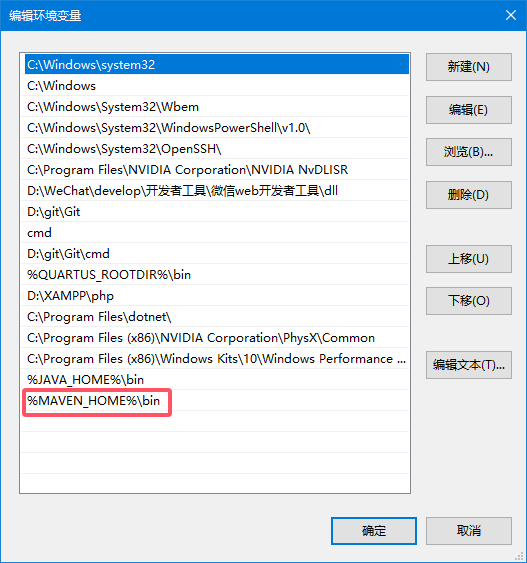 编辑环境变量
C:\Windows\system32
C:\Windows
C:\Windows\System32\Wbem
C:\Windows\System32\WindowsPowerShell\v1.0\
C:\Windows\System32\OpenSSH\
C:\Program Files\NVIDIA Corporation\NVIDIA NvDLISR
D:\WeChat\develop\开发者工具\微信web开发者工具\dll
D:\git\Git
cmd
D:\git\Git\cmd
%QUARTUS_ROOTDIR%\bin
D:\XAMPP\php
C:\Program Files\dotnet\
C:\Program Files (x86)\NVIDIA Corporation\PhysX\Common
C:\Program Files (x86)\Windows Kits\10\Windows Performance ...
%JAVA_HOME%\bin
%MAVEN_HOME%\bin
新建(N)
编辑(E)
浏览(B)...
删除(D)
上移(U)
下移(O)
编辑文本(T)...
确定
取消